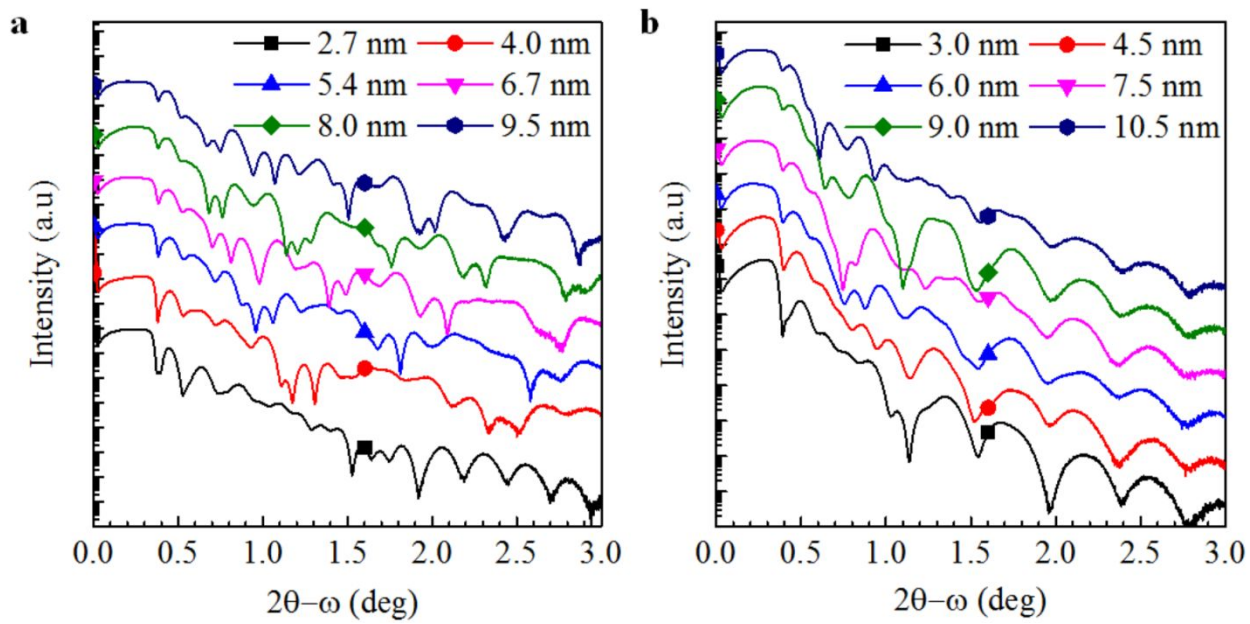 a
2.7 nm 4.0 nm
5.4 nm 6.7 nm
8.0 nm 9.5 nm
Intensity (a.u)
0.0 0.5 1.0 1.5 2.0 2.5 3.0
2θ−ω (deg)
b
3.0 nm 4.5 nm
6.0 nm 7.5 nm
9.0 nm 10.5 nm
Intensity (a.u)
0.0 0.5 1.0 1.5 2.0 2.5 3.0
2θ−ω (deg)